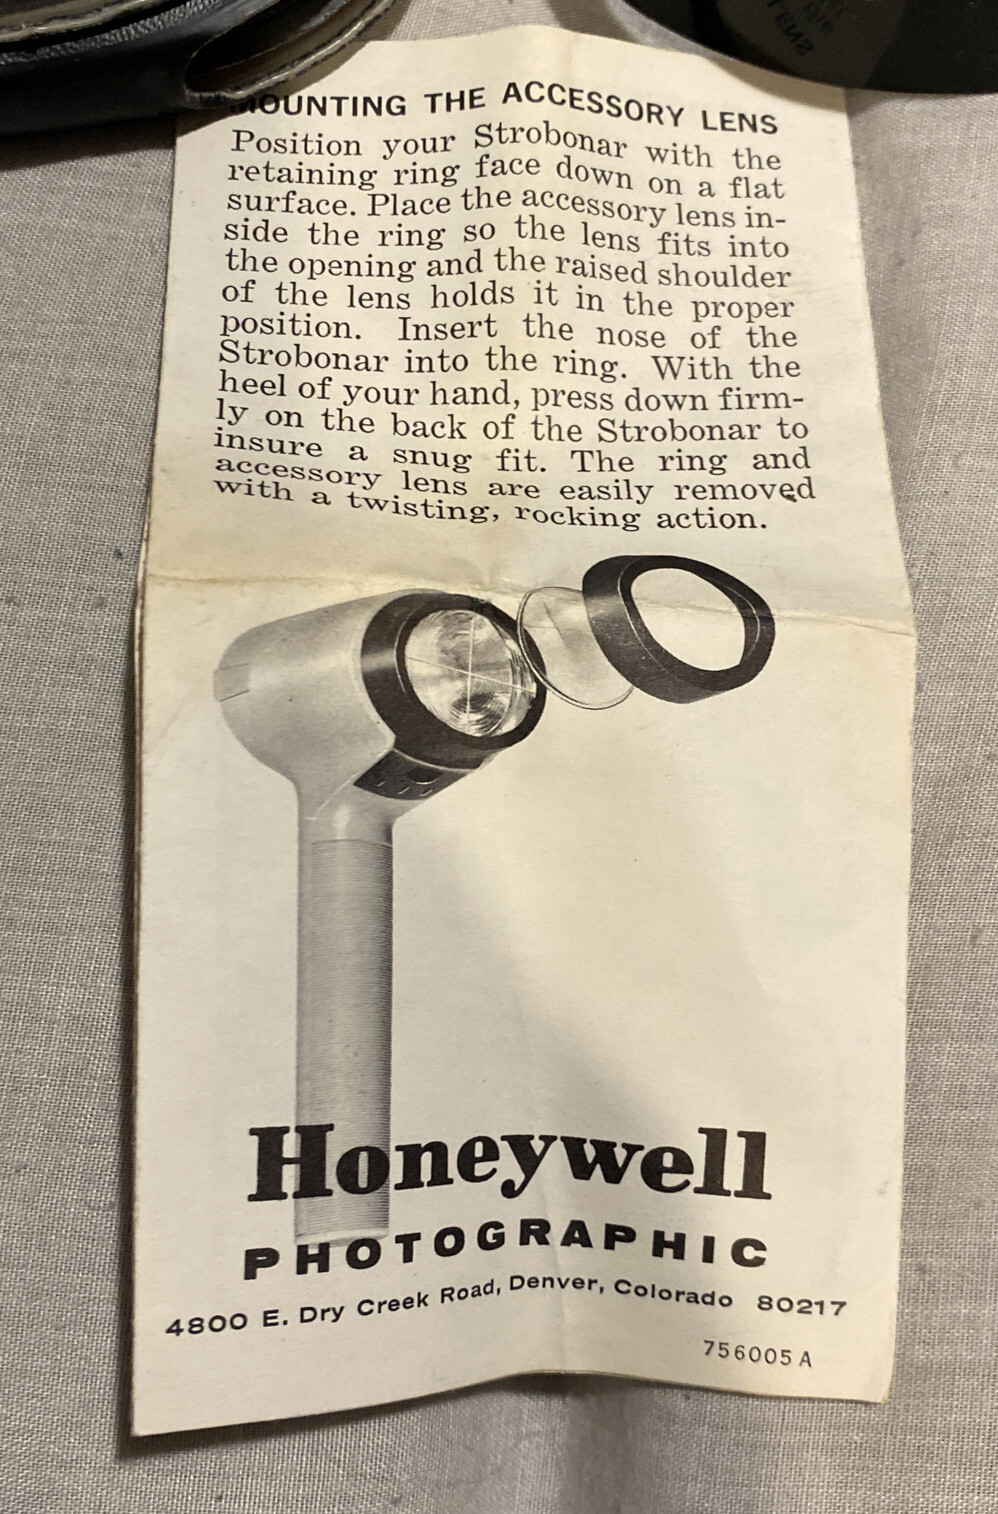 MOUNTING THE ACCESSORY LENS
Position your Strobonar with the
retaining ring face down on a flat
surface. Place the accessory lens in-
side the ring so the lens fits into
the opening and the raised shoulder
of the lens holds it in the proper
position. Insert the nose of the
Strobonar into the ring. With the
heel of your hand, press down firm-
ly on the back of the Strobonar to
insure a snug fit. The ring and
accessory lens are easily removed
with a twisting, rocking action.
Honeywell
PHOTOGRAPHIC
4800 E. Dry Creek Road, Denver, Colorado 80217
756005 A